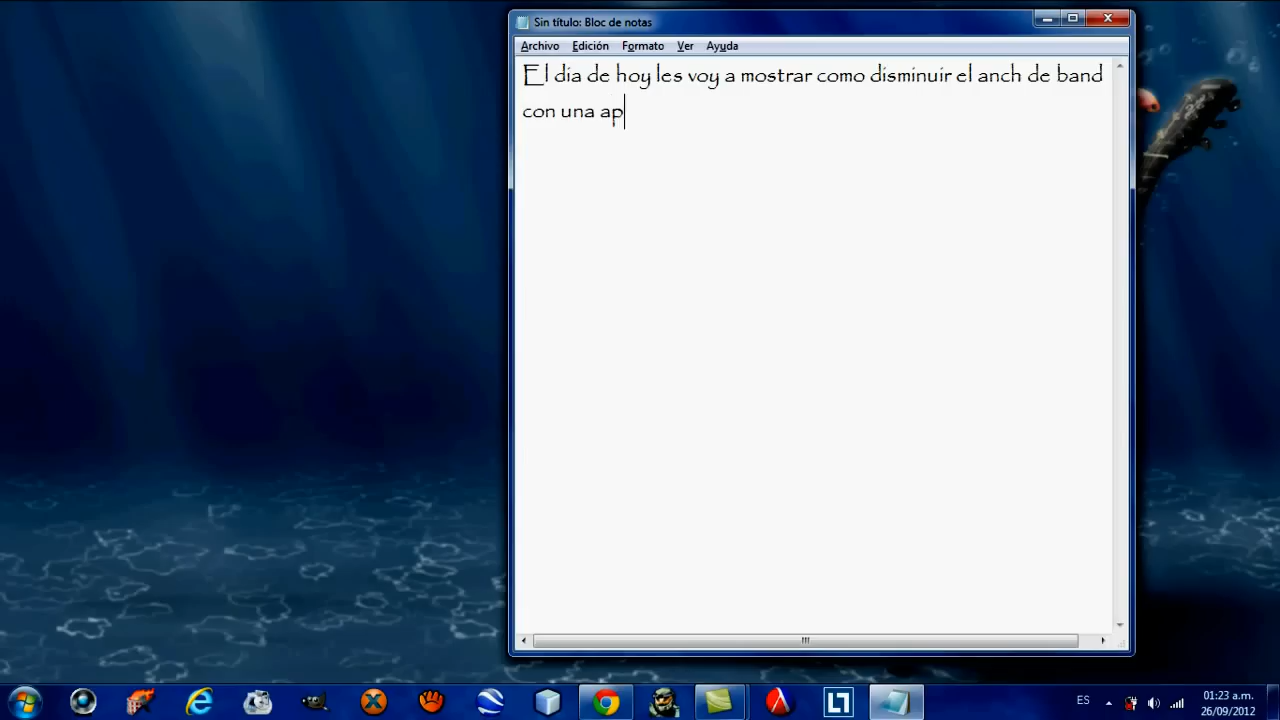 Sin título: Bloc de notas
Archivo Edición Formato Ver Ayuda
El dia de hoy les voy a mostrar como disminuir el anch de band
con una ap
ES
01:23 a.m.
26/09/2012